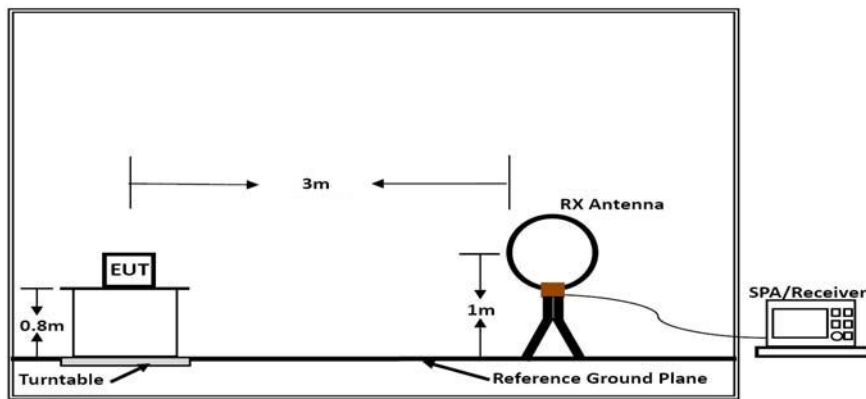 3m
RX Antenna
EUT
SPA/Receiver
0.8m
1m
Turntable
Reference Ground Plane